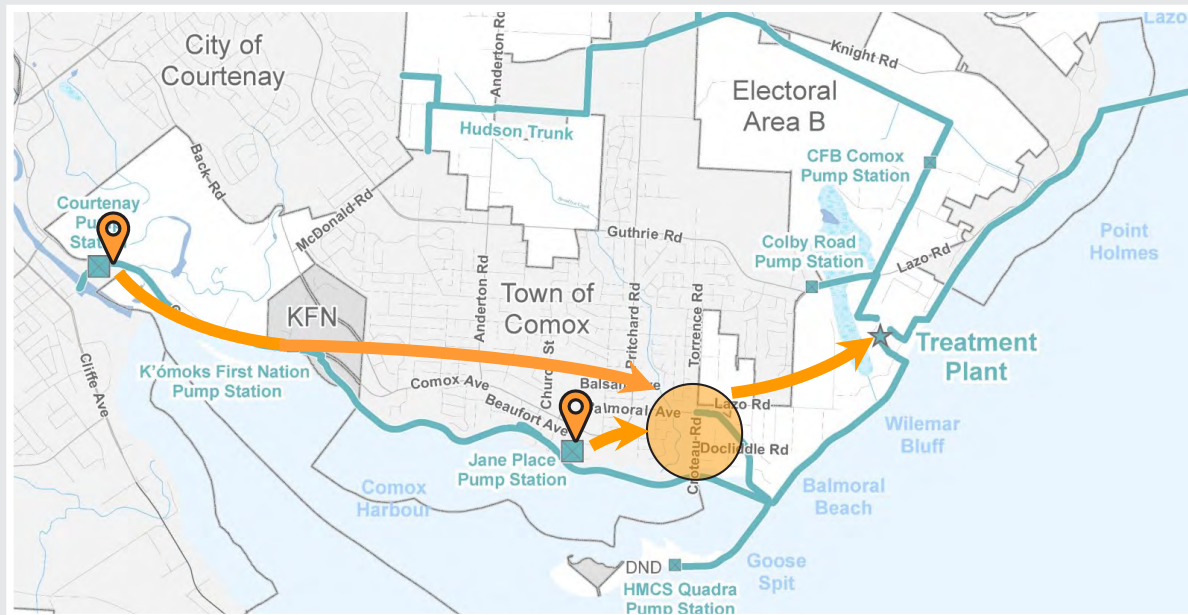 Lazo
City of
Courtenay
Anderton Rd
Knight Rd
Electoral
Area B
Hudson Trunk
CFB Comox
Pump Station
Back Rd
McDonald Rd
Courtenay
Pump
Station
Guthrie Rd
Point
Holmes
Colby Road
Pump Station
Lazo Rd
Anderton Rd
Town of
Comox
Pritchard Rd
Torrence Rd
KFN
Church St
Treatment
Plant
Cliffe Ave
K'ómoks First Nation
Pump Station
Comox Ave
Balsam Ave
Beaufort Ave
Balmoral Ave
Lazo Rd
Wilemar
Bluff
Docliddle Rd
Croteau Rd
Jane Place
Pump Station
Comox
Harbour
Balmoral
Beach
Goose
Spit
DND
HMCS Quadra
Pump Station